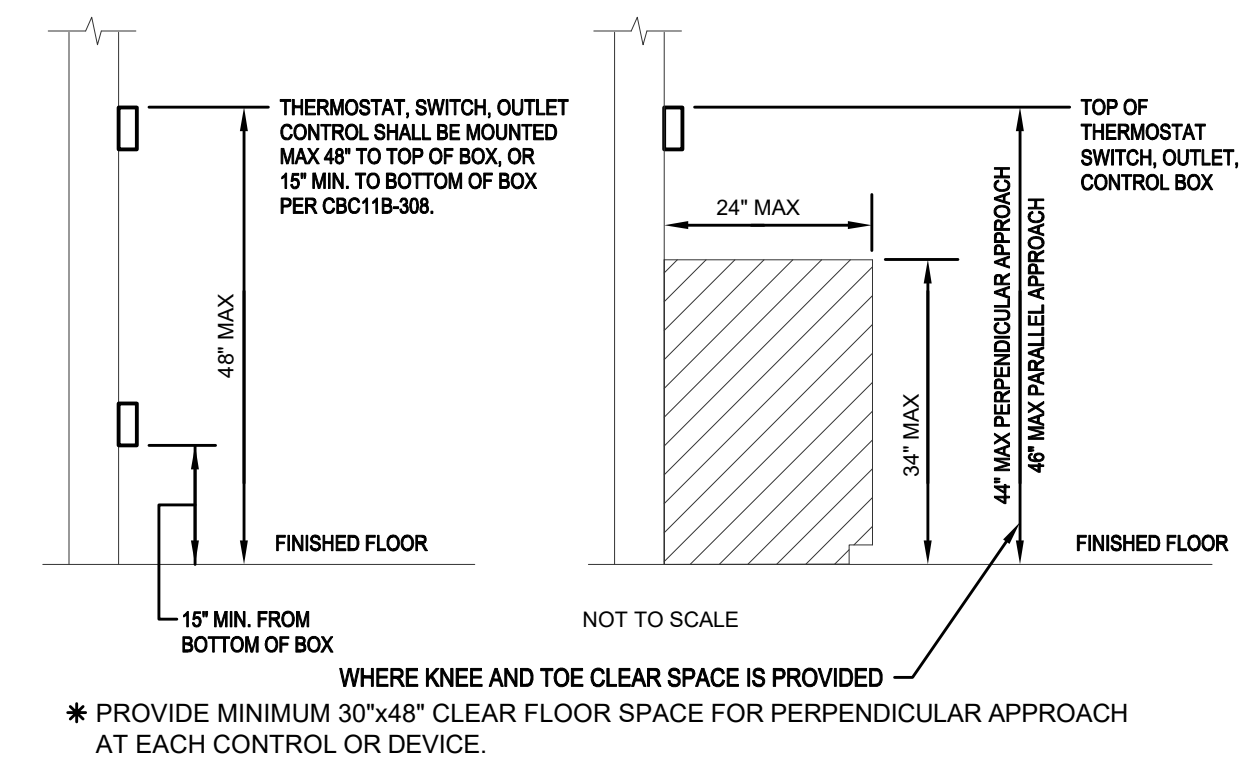 THERMOSTAT, SWITCH, OUTLET
CONTROL SHALL BE MOUNTED
MAX 48" TO TOP OF BOX, OR
15" MIN. TO BOTTOM OF BOX
PER CBC11B-308.
48" MAX
FINISHED FLOOR
15" MIN. FROM
BOTTOM OF BOX
TOP OF
THERMOSTAT
SWITCH, OUTLET,
CONTROL BOX
24" MAX
34" MAX
44" MAX PERPENDICULAR APPROACH
46" MAX PARALLEL APPROACH
FINISHED FLOOR
NOT TO SCALE
WHERE KNEE AND TOE CLEAR SPACE IS PROVIDED
* PROVIDE MINIMUM 30"x48" CLEAR FLOOR SPACE FOR PERPENDICULAR APPROACH
AT EACH CONTROL OR DEVICE.